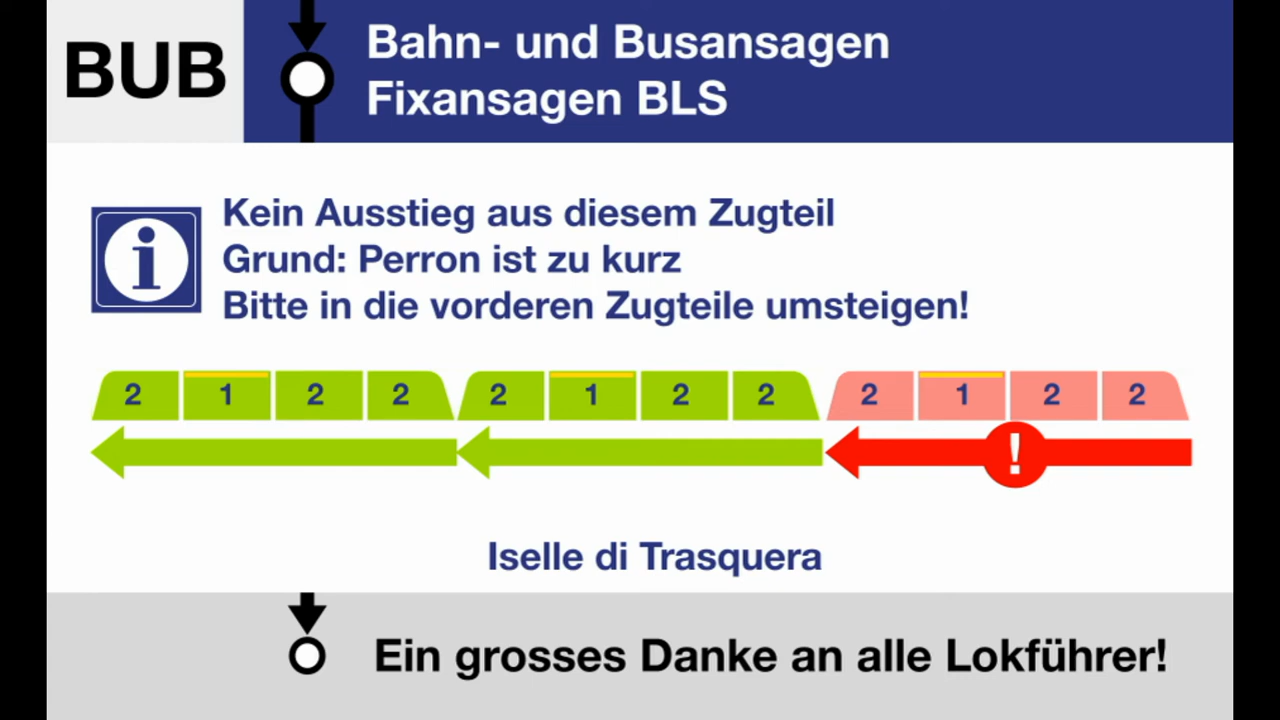 BUB
Bahn- und Busansagen
Fixansagen BLS
i
Kein Ausstieg aus diesem Zugteil
Grund: Perron ist zu kurz
Bitte in die vorderen Zugteile umsteigen!
2 1 2 2 2 1 2 2 2 1 2 2
!
Iselle di Trasquera
Ein grosses Danke an alle Lokführer!